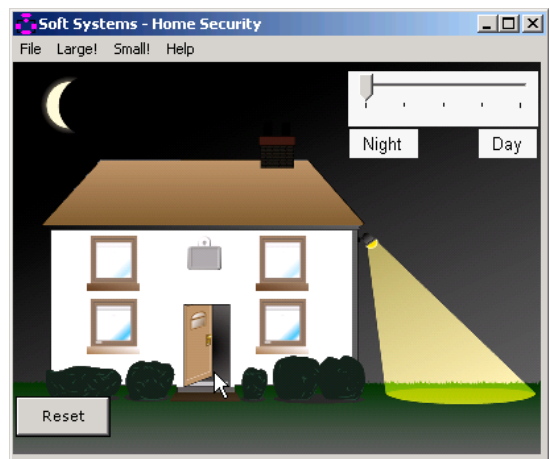 Soft Systems - Home Security
File Large! Small! Help
Night Day
Reset